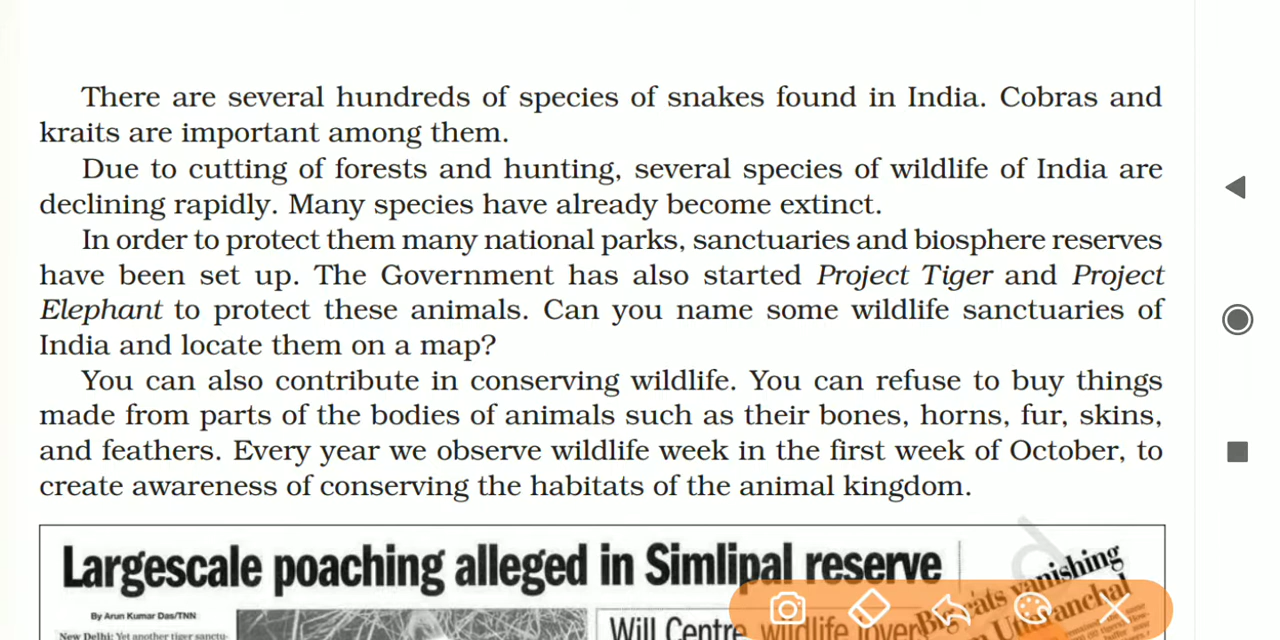 There are several hundreds of species of snakes found in India. Cobras and
kraits are important among them.
Due to cutting of forests and hunting, several species of wildlife of India are
declining rapidly. Many species have already become extinct.
In order to protect them many national parks, sanctuaries and biosphere reserves
have been set up. The Government has also started Project Tiger and Project
Elephant to protect these animals. Can you name some wildlife sanctuaries of
India and locate them on a map?
You can also contribute in conserving wildlife. You can refuse to buy things
made from parts of the bodies of animals such as their bones, horns, fur, skins,
and feathers. Every year we observe wildlife week in the first week of October, to
create awareness of conserving the habitats of the animal kingdom.
Largescale poaching alleged in Simlipal reserve
By Arun Kumar Das/TNN
New Delhi: Yet another tiger sanctu-
Will Centre wildlife
vanishing